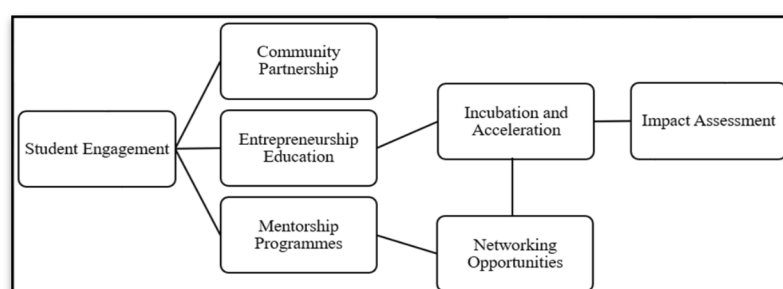 Community
Partnership
Student Engagement
Entrepreneurship
Education
Mentorship
Programmes
Incubation and
Acceleration
Networking
Opportunities
Impact Assessment